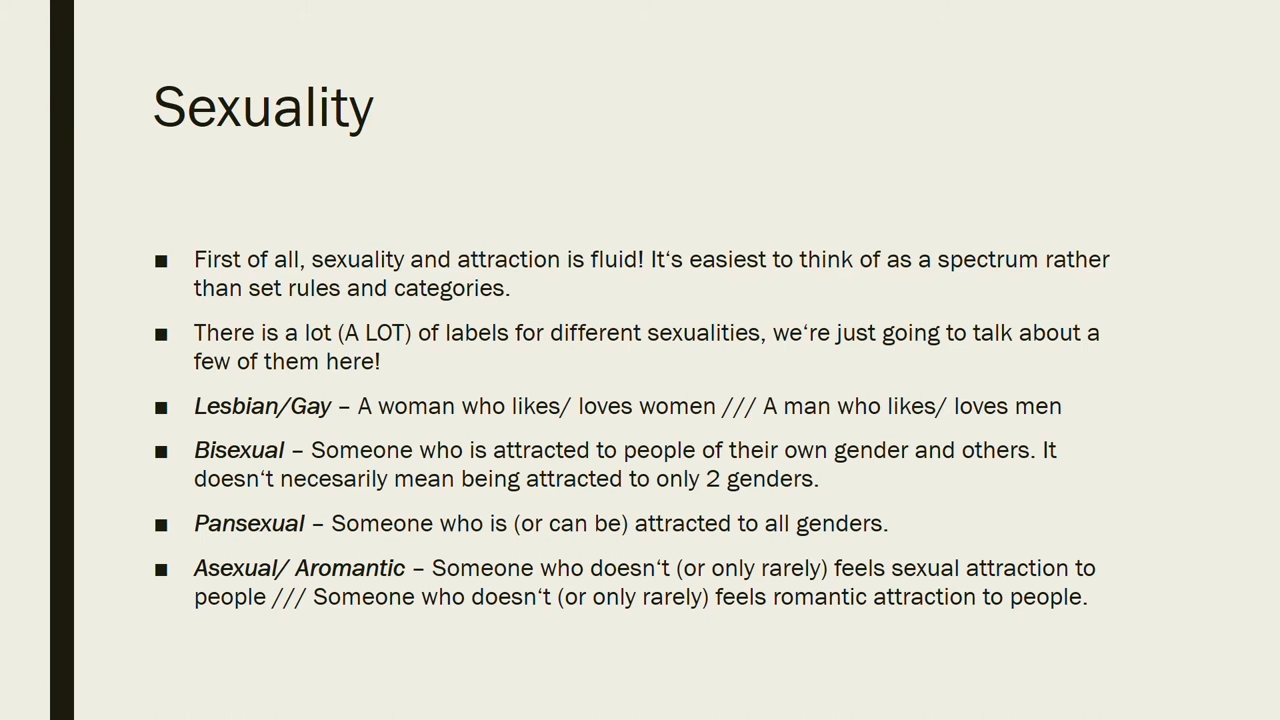 Sexuality
▪ First of all, sexuality and attraction is fluid! It‘s easiest to think of as a spectrum rather
than set rules and categories.
▪ There is a lot (A LOT) of labels for different sexualities, we‘re just going to talk about a
few of them here!
▪ Lesbian/Gay – A woman who likes/ loves women /// A man who likes/ loves men
▪ Bisexual – Someone who is attracted to people of their own gender and others. It
doesn‘t necesarily mean being attracted to only 2 genders.
▪ Pansexual – Someone who is (or can be) attracted to all genders.
▪ Asexual/ Aromantic – Someone who doesn‘t (or only rarely) feels sexual attraction to
people /// Someone who doesn‘t (or only rarely) feels romantic attraction to people.